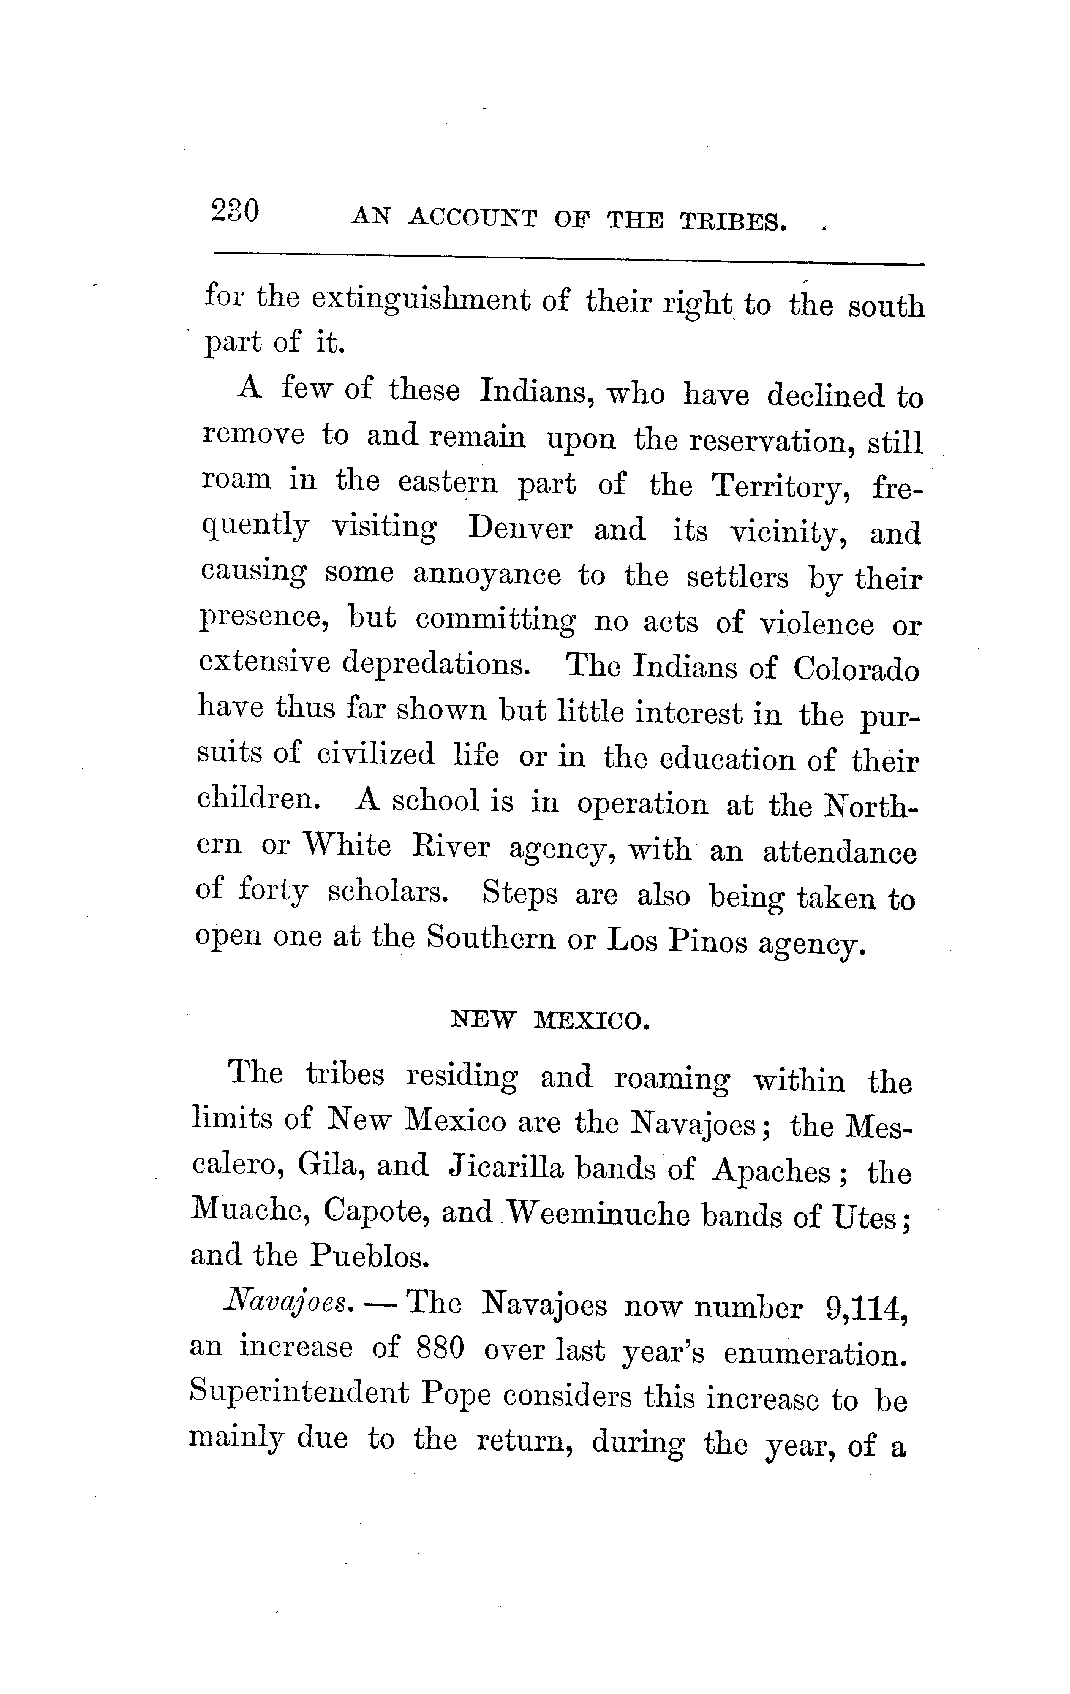 230 AN ACCOUNT OF THE TRIBES.
for the extinguishment of their right to the south
part of it.
A few of these Indians, who have declined to
remove to and remain upon the reservation, still
roam in the eastern part of the Territory, fre-
quently visiting Denver and its vicinity, and
causing some annoyance to the settlers by their
presence, but committing no acts of violence or
extensive depredations. The Indians of Colorado
have thus far shown but little interest in the pur-
suits of civilized life or in the education of their
children. A school is in operation at the North-
ern or White River agency, with an attendance
of forty scholars. Steps are also being taken to
open one at the Southern or Los Pinos agency.
NEW MEXICO.
The tribes residing and roaming within the
limits of New Mexico are the Navajoes; the Mes-
calero, Gila, and Jicarilla bands of Apaches; the
Muache, Capote, and Weeminuche bands of Utes;
and the Pueblos.
Navajoes. — The Navajoes now number 9,114,
an increase of 880 over last year's enumeration.
Superintendent Pope considers this increase to be
mainly due to the return, during the year, of a